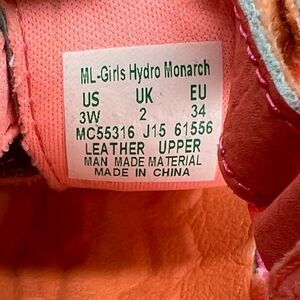 ML-Girls Hydro Monarch
US UK EU
3W 2 34
MC55316 J15 61556
LEATHER UPPER
MAN MADE MATERIAL
MADE IN CHINA